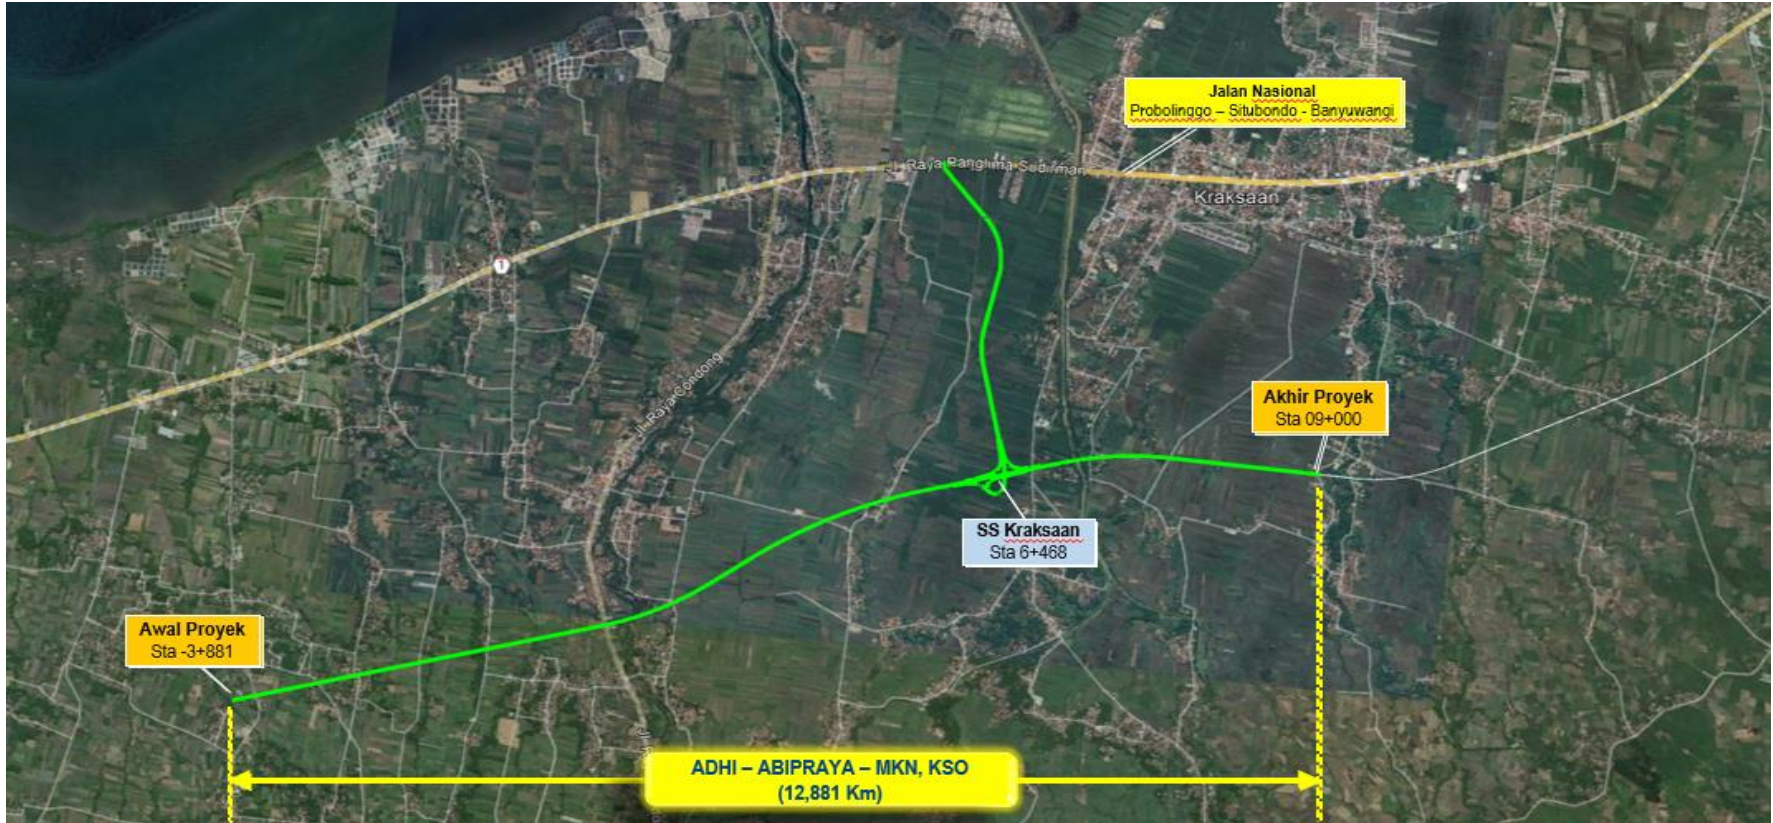 Jalan Nasional
Probolinggo – Situbondo - Banyuwangi
Jl. Raya Panglima Sudirman
Kraksaan
1
Jl. Raya Condong
Akhir Proyek
Sta 09+000
SS Kraksaan
Sta 6+468
Awal Proyek
Sta -3+881
ADHI – ABIPRAYA – MKN, KSO
(12,881 Km)